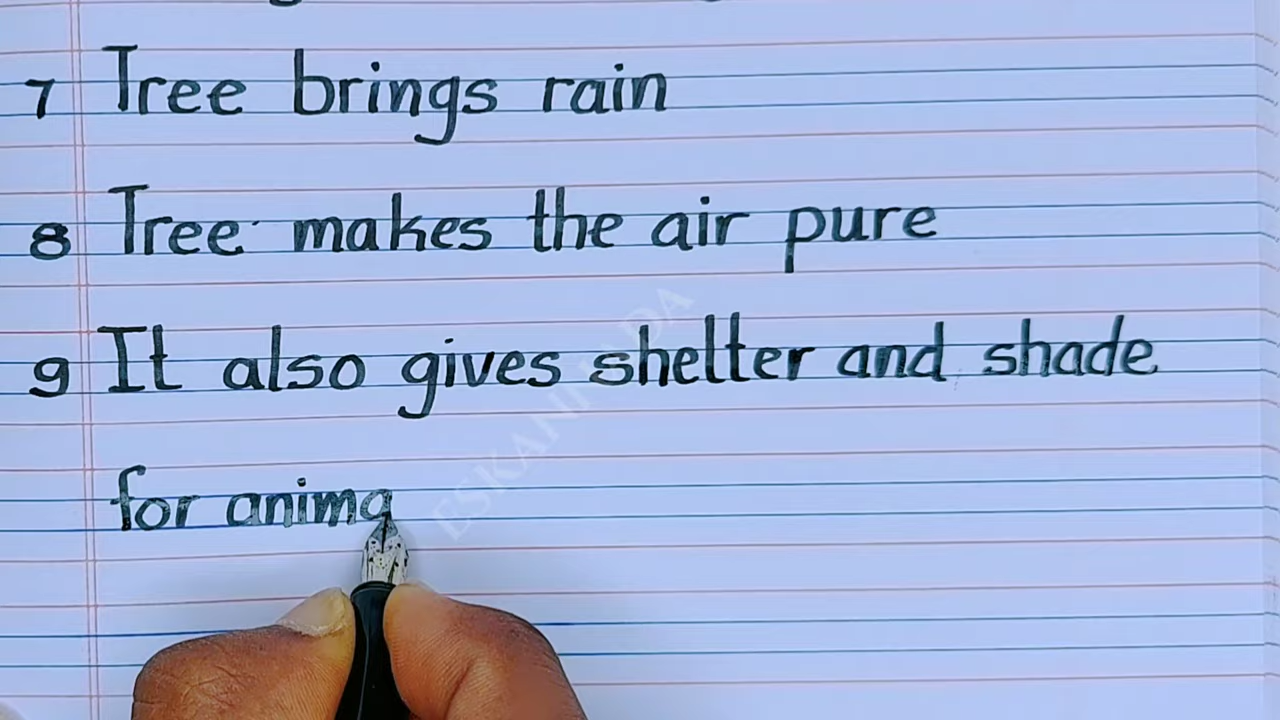 7 Tree brings rain
8 Tree makes the air pure
9 It also gives shelter and shade
for anima